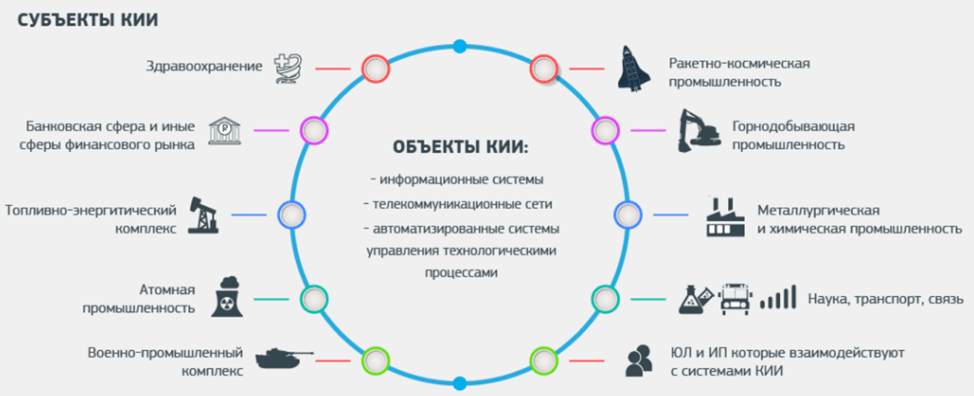 СУБЪЕКТЫ КИИ
Здравоохранение
Банковская сфера и иные
сферы финансового рынка
Топливно-энергитический
комплекс
Атомная
промышленность
Военно-промышленный
комплекс
ОБЪЕКТЫ КИИ:
- информационные системы
- телекоммуникационные сети
- автоматизированные системы
управления технологическими
процессами
Ракетно-космическая
промышленность
Горнодобывающая
промышленность
Металлургическая
и химическая промышленность
Наука, транспорт, связь
ЮЛ и ИП которые взаимодействуют
с системами КИИ